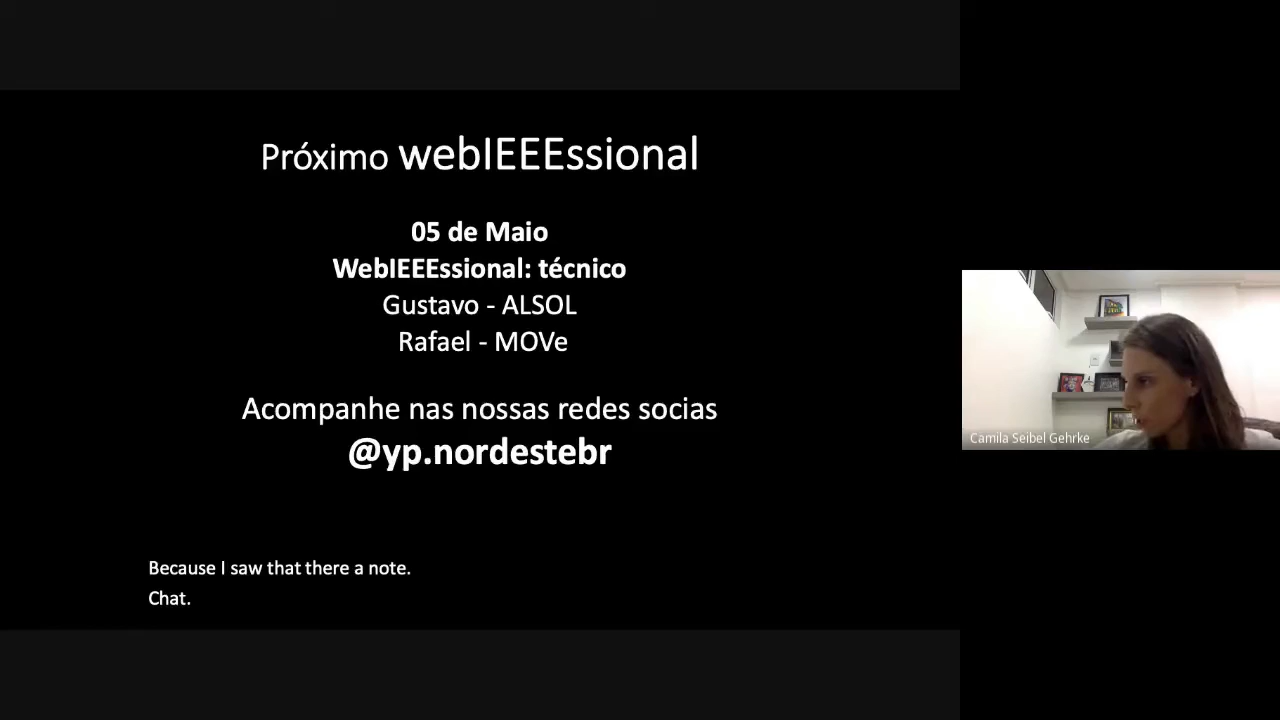 Próximo webIEEEssional
05 de Maio
WebIEEEssional: técnico
Gustavo - ALSOL
Rafael - MOVe
Acompanhe nas nossas redes socias
@yp.nordestebr
Because I saw that there a note.
Chat.
Camila Seibel Gehrke